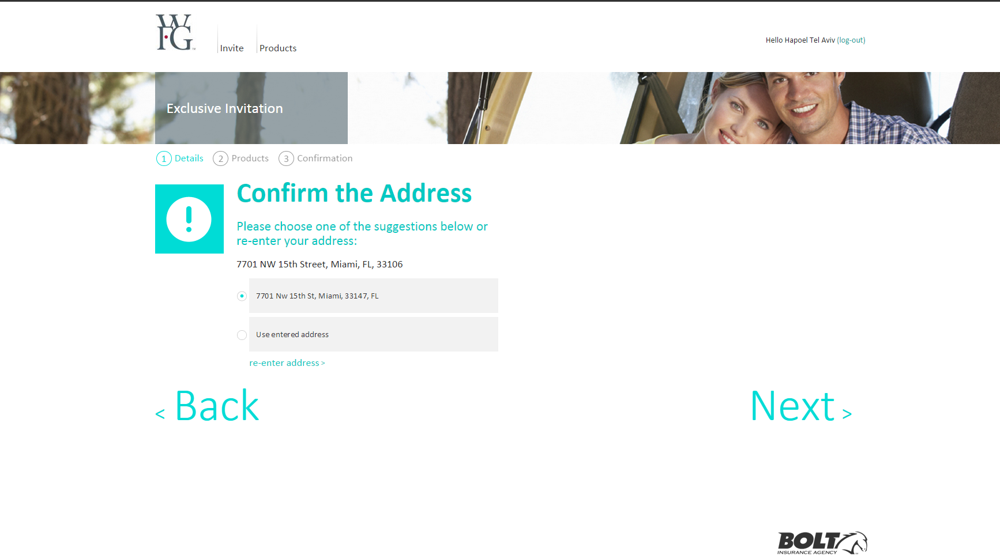 WFG™
Invite
Products
Hello Hapoel Tel Aviv (log-out)
Exclusive Invitation
1 Details 2 Products 3 Confirmation
!
Confirm the Address
Please choose one of the suggestions below or
re-enter your address:
7701 NW 15th Street, Miami, FL, 33106
7701 Nw 15th St, Miami, 33147, FL
Use entered address
re-enter address >
< Back
Next >
BOLT
INSURANCE AGENCY